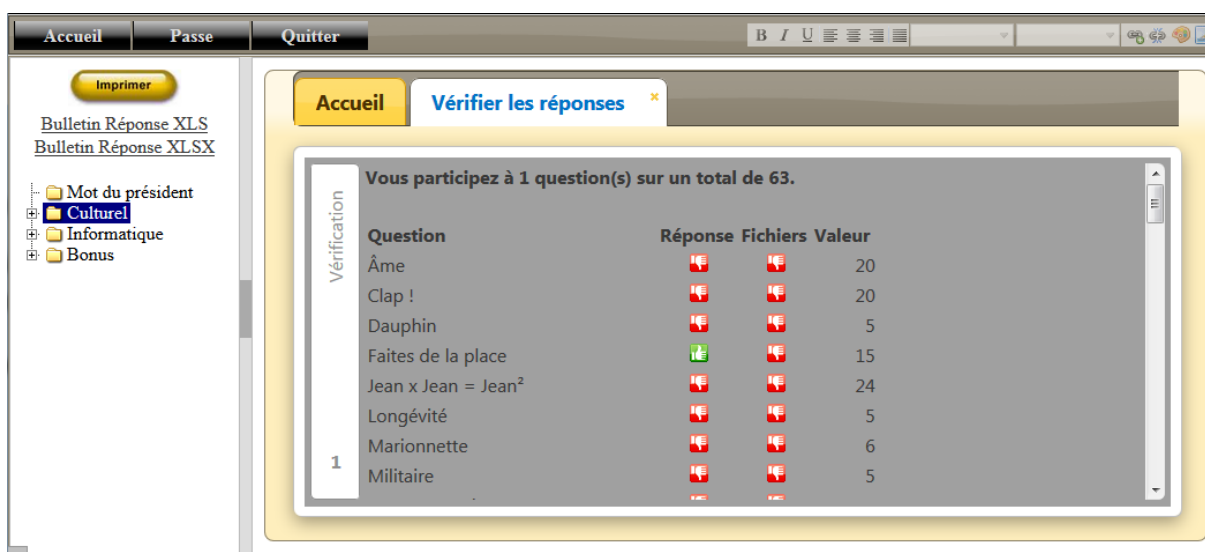 Accueil Passe Quitter B I U
Imprimer
Bulletin Réponse XLS
Bulletin Réponse XLSX
Mot du président
Culturel
Informatique
Bonus
Accueil Vérifier les réponses ×
Vérification
1
Vous participez à 1 question(s) sur un total de 63.
Question Réponse Fichiers Valeur
Âme 20
Clap ! 20
Dauphin 5
Faites de la place 15
Jean x Jean = Jean² 24
Longévité 5
Marionnette 6
Militaire 5